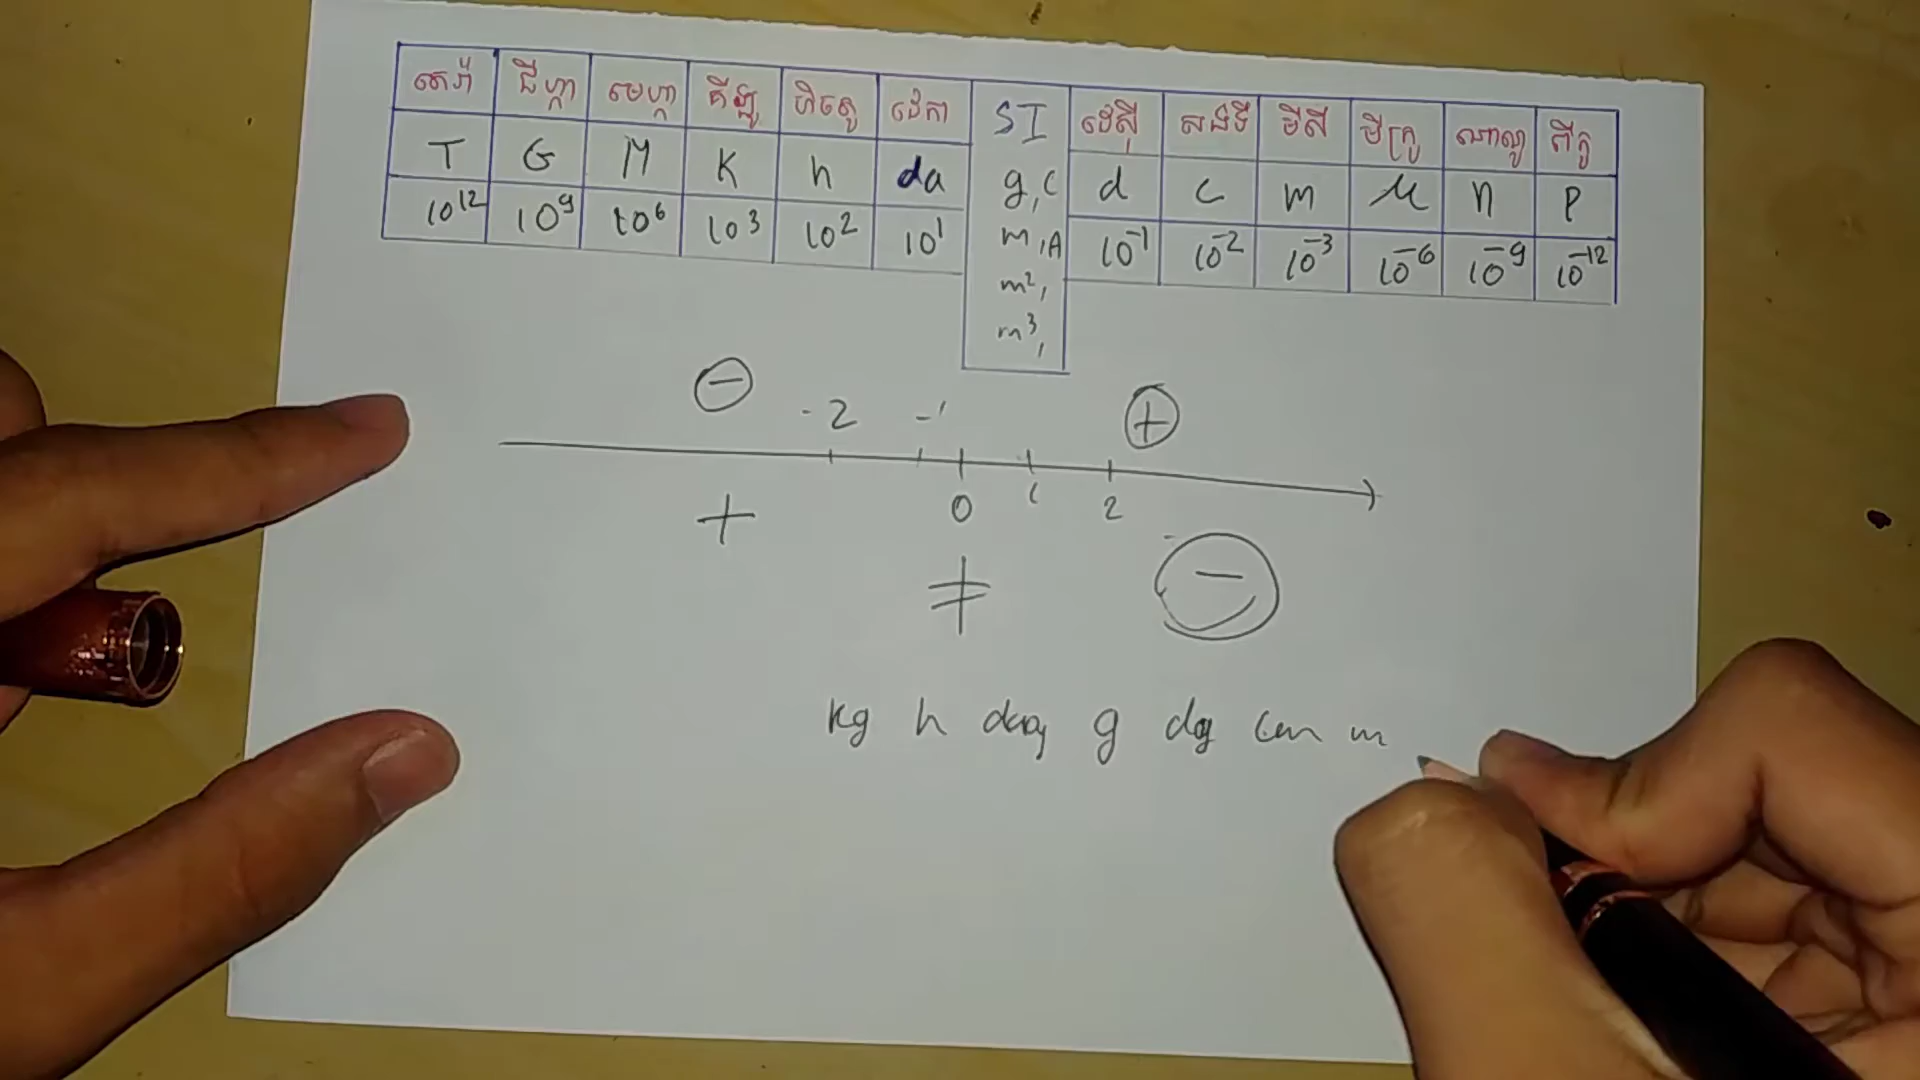 តេរ៉ា ជីហ្កា មេហ្កា គីឡូ ហិចតូ ដេកា SI ដេស៊ី សង់ទី មីលី មីក្រូ ណាណូ ពីកូ
T G M K h da g,C d c m μ n P
10¹² 10⁹ 10⁶ 10³ 10² 10¹ m,A 10⁻¹ 10⁻² 10⁻³ 10⁻⁶ 10⁻⁹ 10⁻¹²
m²,
m³,
⊖ -2 -1 ⊕
+ 0 1 2
≠ ⊖
kg h dag g dg cm m